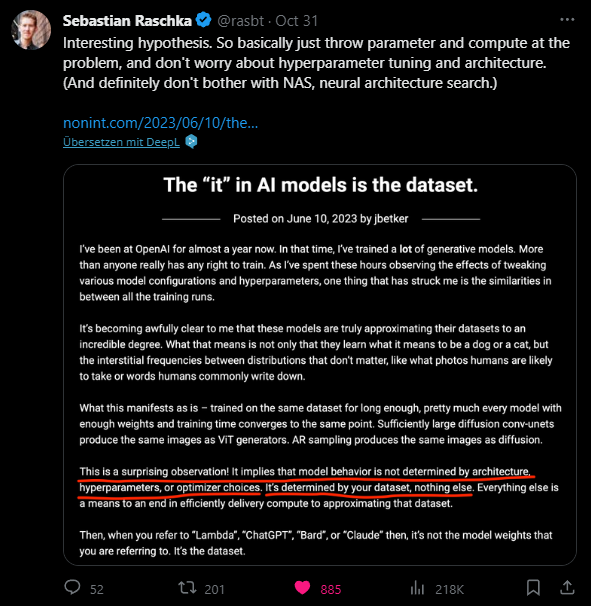 Sebastian Raschka @rasbt · Oct 31
Interesting hypothesis. So basically just throw parameter and compute at the
problem, and don't worry about hyperparameter tuning and architecture.
(And definitely don't bother with NAS, neural architecture search.)
nonint.com/2023/06/10/the...
Übersetzen mit DeepL
The “it” in AI models is the dataset.
Posted on June 10, 2023 by jbetker
I’ve been at OpenAI for almost a year now. In that time, I’ve trained a lot of generative models. More
than anyone really has any right to train. As I’ve spent these hours observing the effects of tweaking
various model configurations and hyperparameters, one thing that has struck me is the similarities in
between all the training runs.
It’s becoming awfully clear to me that these models are truly approximating their datasets to an
incredible degree. What that means is not only that they learn what it means to be a dog or a cat, but
the interstitial frequencies between distributions that don’t matter, like what photos humans are likely
to take or words humans commonly write down.
What this manifests as is – trained on the same dataset for long enough, pretty much every model with
enough weights and training time converges to the same point. Sufficiently large diffusion conv-unets
produce the same images as ViT generators. AR sampling produces the same images as diffusion.
This is a surprising observation! It implies that model behavior is not determined by architecture,
hyperparameters, or optimizer choices. It’s determined by your dataset, nothing else. Everything else is
a means to an end in efficiently delivery compute to approximating that dataset.
Then, when you refer to “Lambda”, “ChatGPT”, “Bard”, or “Claude” then, it’s not the model weights that
you are referring to. It’s the dataset.
52 201 885 218K